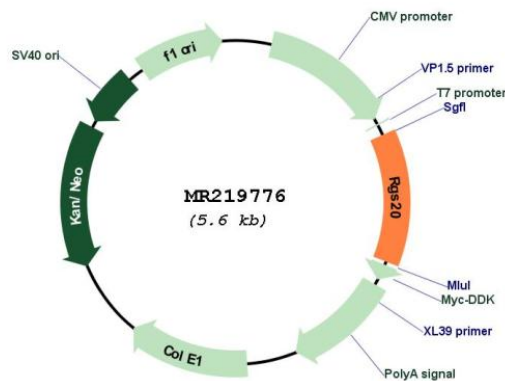 CMV promoter
VP1.5 primer
T7 promoter
SgfI
Rgs20
MluI
Myc-DDK
XL39 primer
PolyA signal
Col E1
Kan/Neo
SV40 ori
f1 ori
MR219776
(5.6 kb)